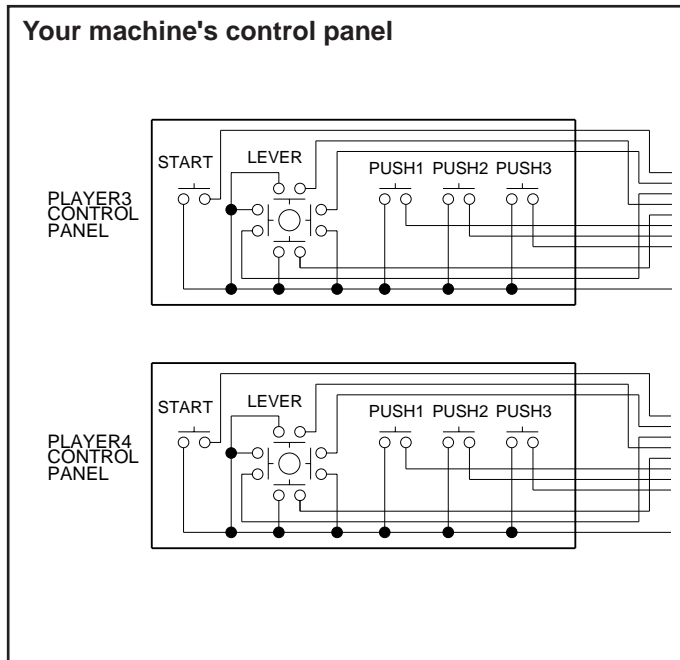 Your machine's control panel
START
LEVER
PUSH1 PUSH2 PUSH3
PLAYER3
CONTROL
PANEL
START
LEVER
PUSH1 PUSH2 PUSH3
PLAYER4
CONTROL
PANEL